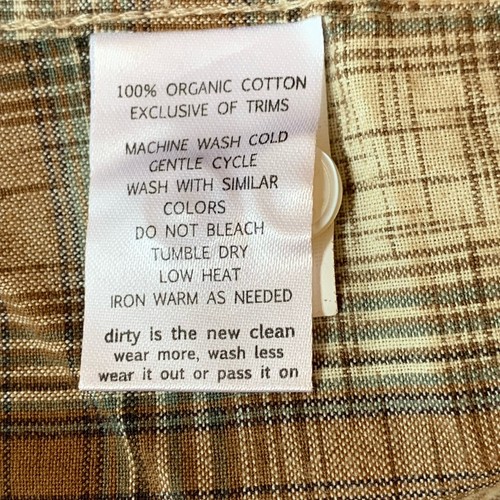 100% ORGANIC COTTON
EXCLUSIVE OF TRIMS
MACHINE WASH COLD
GENTLE CYCLE
WASH WITH SIMILAR
COLORS
DO NOT BLEACH
TUMBLE DRY
LOW HEAT
IRON WARM AS NEEDED
dirty is the new clean
wear more, wash less
wear it out or pass it on